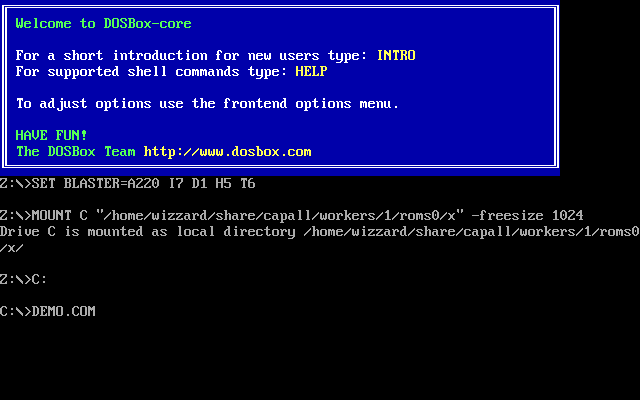 Welcome to DOSBox-core
For a short introduction for new users type: INTRO
For supported shell commands type: HELP
To adjust options use the frontend options menu.
HAVE FUN!
The DOSBox Team http://www.dosbox.com
Z:\>SET BLASTER=A220 I7 D1 H5 T6
Z:\>MOUNT C "/home/wizzard/share/capall/workers/1/roms0/x" -freesize 1024
Drive C is mounted as local directory /home/wizzard/share/capall/workers/1/roms0
/x/
Z:\>C:
C:\>DEMO.COM